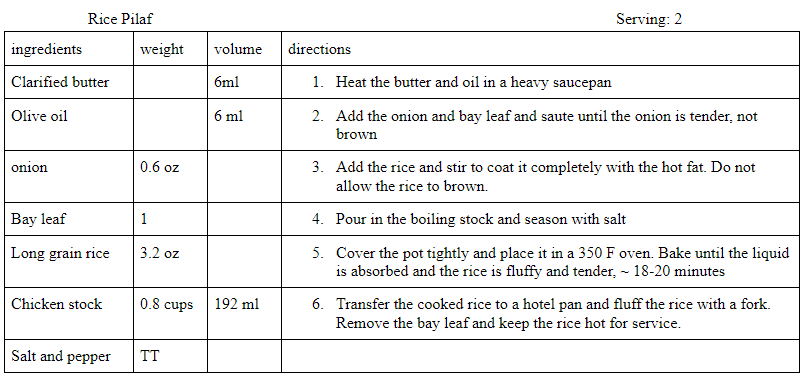 Rice Pilaf Serving: 2
ingredients weight volume directions
Clarified butter 6ml 1. Heat the butter and oil in a heavy saucepan
Olive oil 6 ml 2. Add the onion and bay leaf and saute until the onion is tender, not
brown
onion 0.6 oz 3. Add the rice and stir to coat it completely with the hot fat. Do not
allow the rice to brown.
Bay leaf 1 4. Pour in the boiling stock and season with salt
Long grain rice 3.2 oz 5. Cover the pot tightly and place it in a 350 F oven. Bake until the liquid
is absorbed and the rice is fluffy and tender, ~ 18-20 minutes
Chicken stock 0.8 cups 192 ml 6. Transfer the cooked rice to a hotel pan and fluff the rice with a fork.
Remove the bay leaf and keep the rice hot for service.
Salt and pepper TT